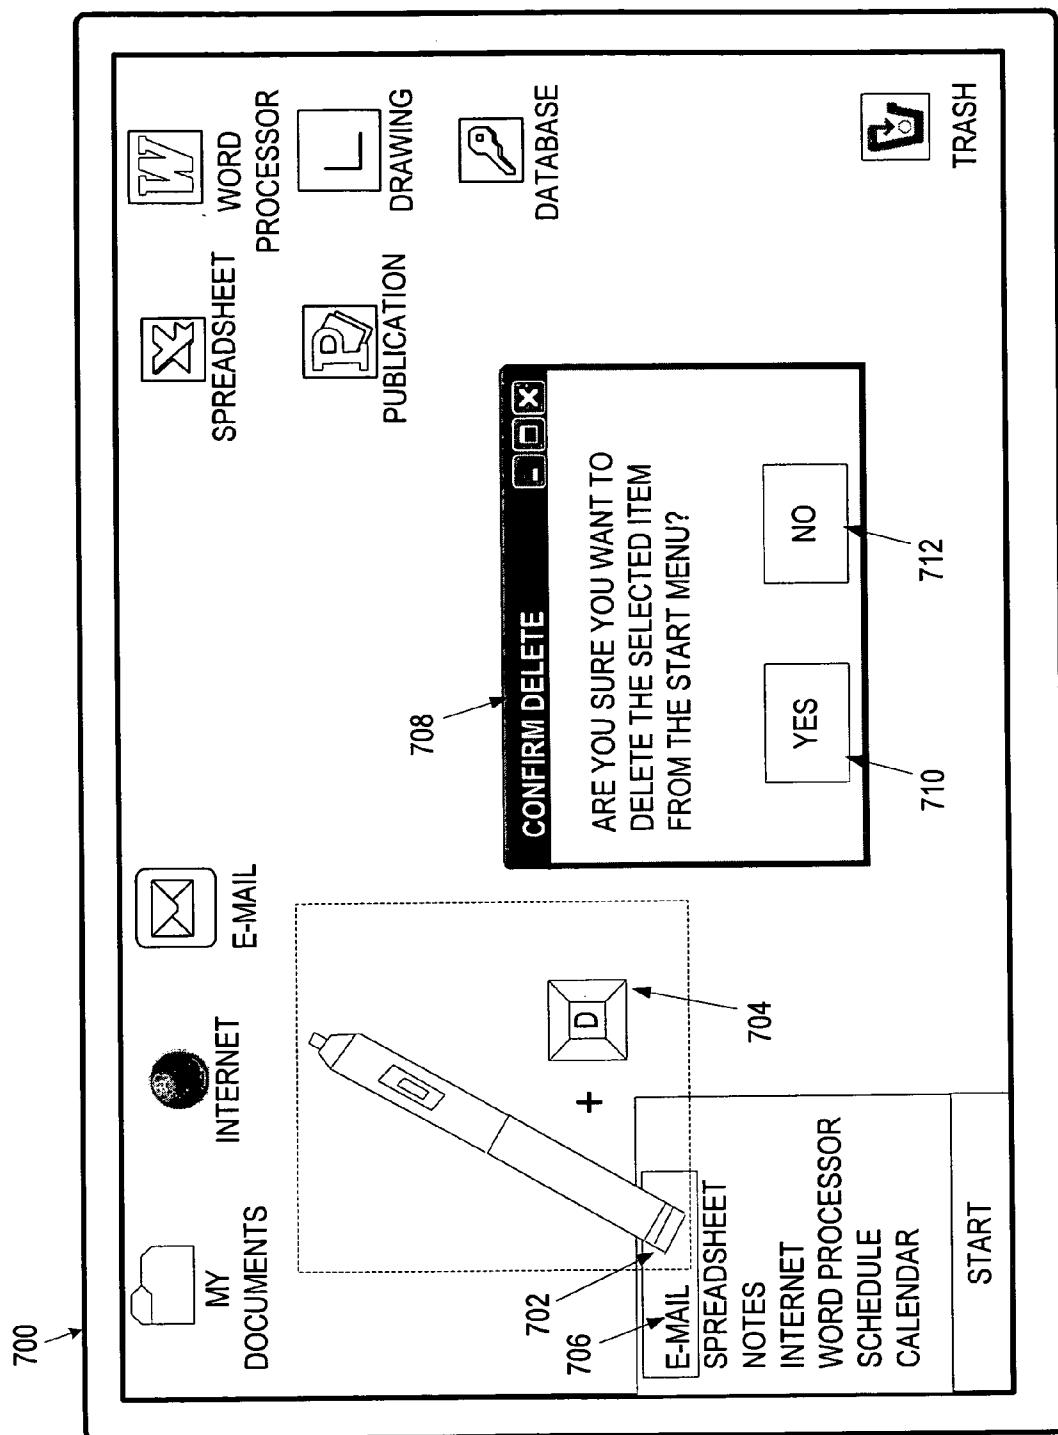 700
MY
DOCUMENTS
INTERNET
E-MAIL
SPREADSHEET
W
WORD
PROCESSOR
P
PUBLICATION
L
DRAWING
DATABASE
TRASH
708
CONFIRM DELETE
ARE YOU SURE YOU WANT TO
DELETE THE SELECTED ITEM
FROM THE START MENU?
YES
NO
710
712
+
D
704
702
706
E-MAIL
SPREADSHEET
NOTES
INTERNET
WORD PROCESSOR
SCHEDULE
CALENDAR
START